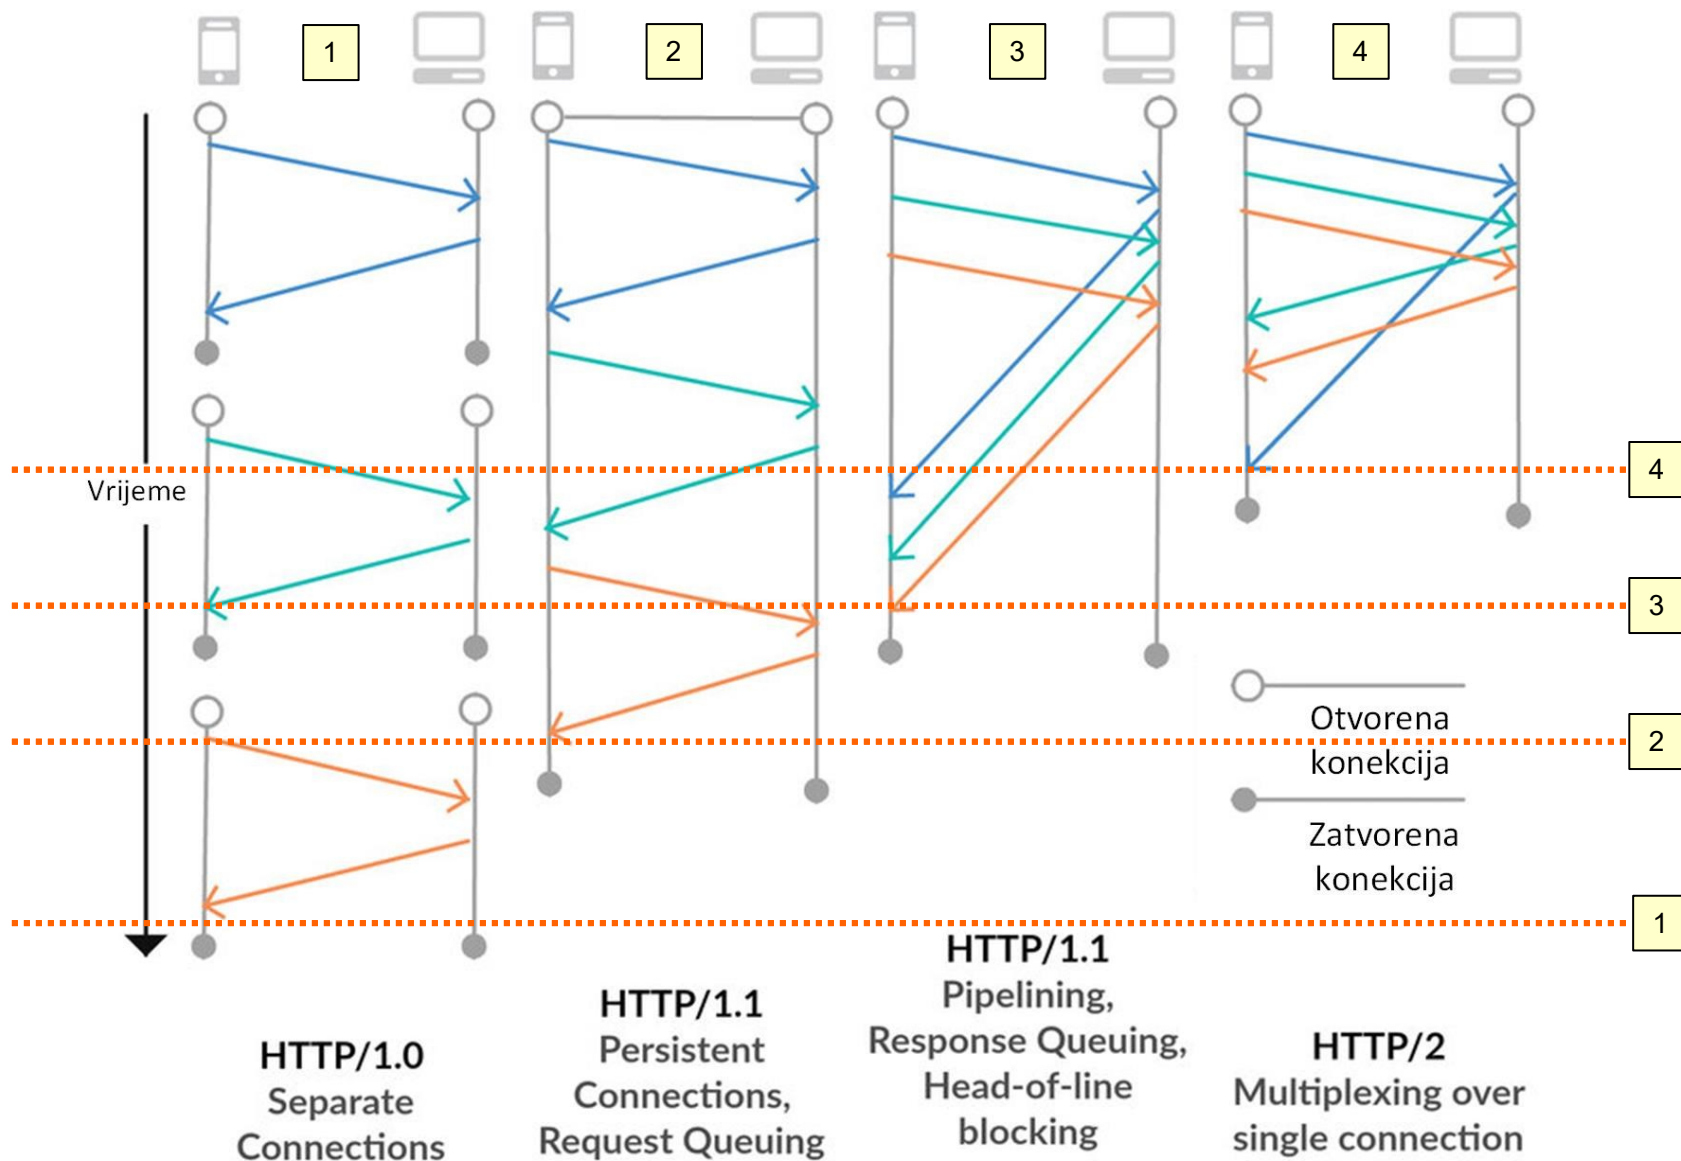 1
2
3
4
Vrijeme
4
3
Otvorena
konekcija
2
Zatvorena
konekcija
1
HTTP/1.0
Separate
Connections
HTTP/1.1
Persistent
Connections,
Request Queuing
HTTP/1.1
Pipelining,
Response Queuing,
Head-of-line
blocking
HTTP/2
Multiplexing over
single connection